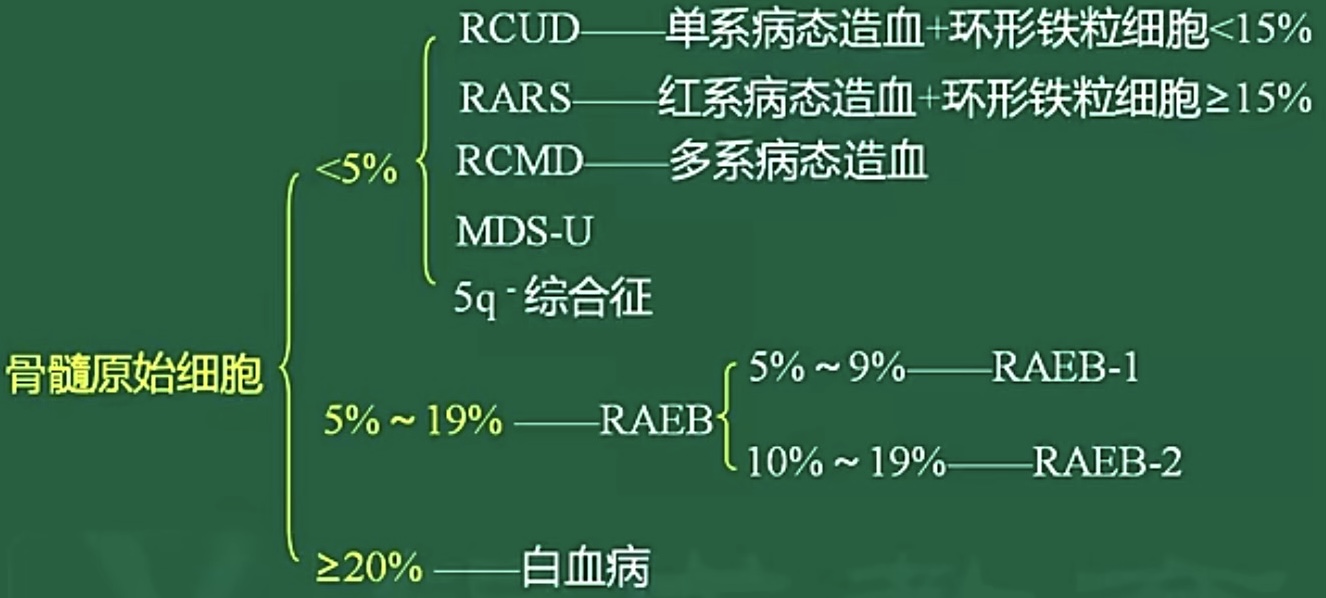 RCUD——单系病态造血+环形铁粒细胞<15%
RARS——红系病态造血+环形铁粒细胞≥15%
<5%
RCMD——多系病态造血
MDS-U
5q⁻综合征
骨髓原始细胞
5%~9%——RAEB-1
5%~19%——RAEB
10%~19%——RAEB-2
≥20%——白血病